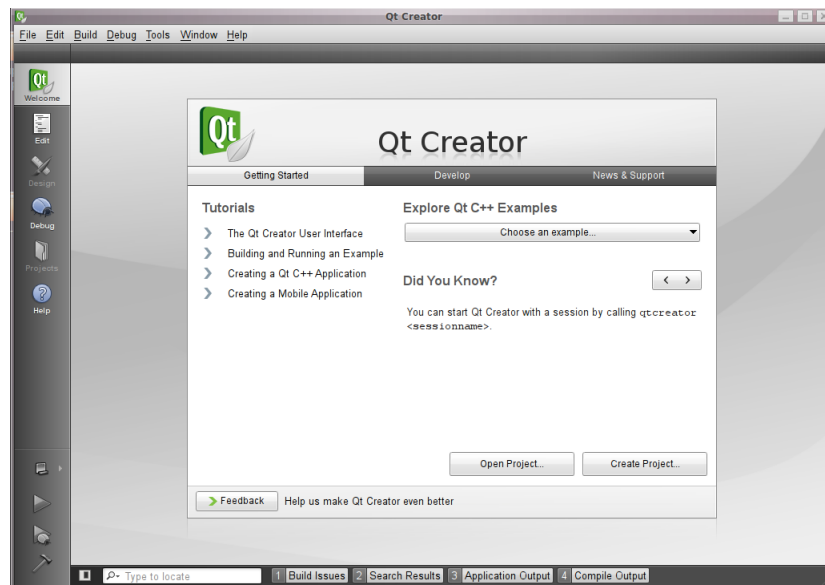 Qt Creator
File Edit Build Debug Tools Window Help
Qt
Welcome
Edit
Design
Debug
Projects
Help
Qt
Qt Creator
Getting Started Develop News & Support
Tutorials
The Qt Creator User Interface
Building and Running an Example
Creating a Qt C++ Application
Creating a Mobile Application
Explore Qt C++ Examples
Choose an example...
Did You Know?
You can start Qt Creator with a session by calling qtcreator
<sessionname>.
Open Project... Create Project...
Feedback Help us make Qt Creator even better
Type to locate 1 Build Issues 2 Search Results 3 Application Output 4 Compile Output